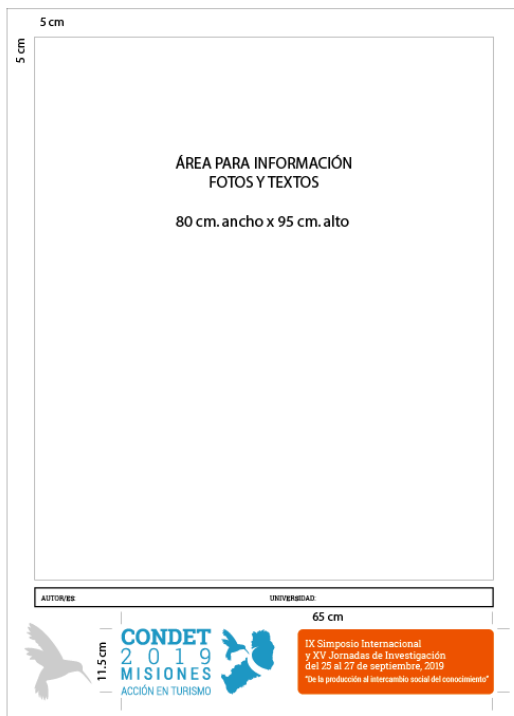 5 cm
5 cm
ÁREA PARA INFORMACIÓN
FOTOS Y TEXTOS
80 cm. ancho x 95 cm. alto
AUTOR/ES:
UNIVERSIDAD:
65 cm
11.5 cm
CONDET
2019
MISIONES
ACCIÓN EN TURISMO
IX Simposio Internacional
y XV Jornadas de Investigación
del 25 al 27 de septiembre, 2019
"De la producción al intercambio social del conocimiento"